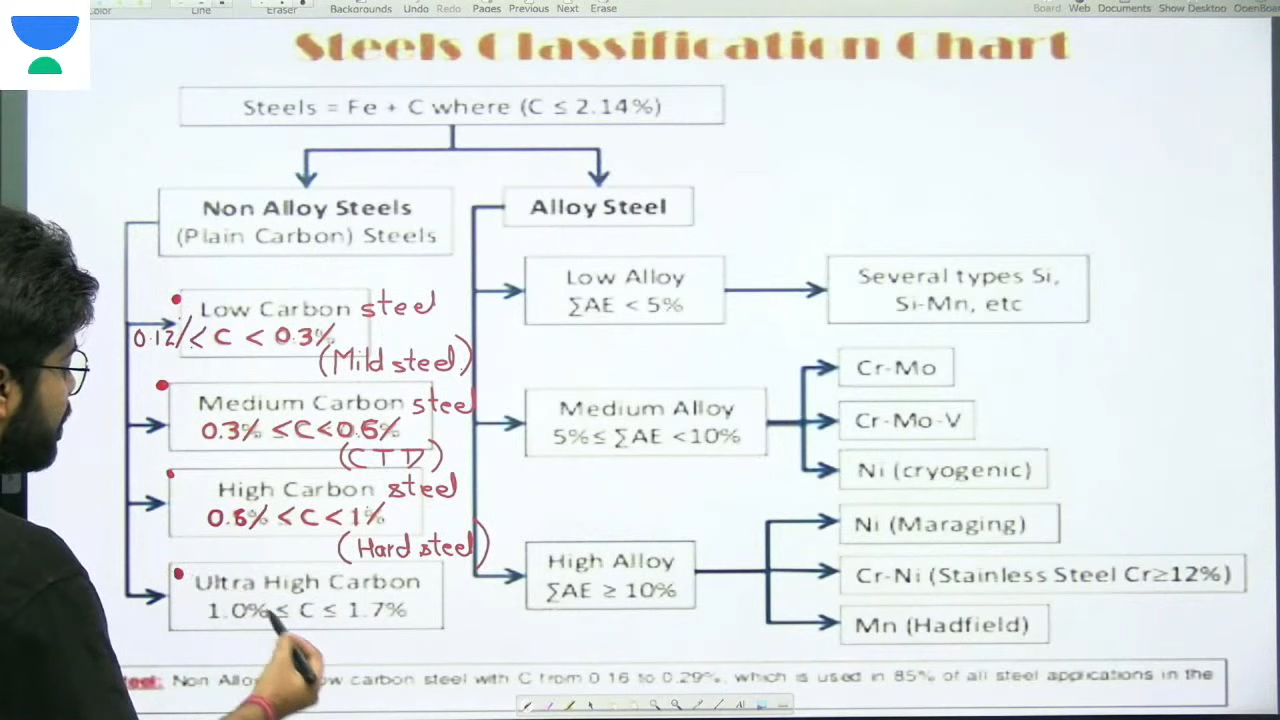 Color
Line
Eraser
Backgrounds
Undo
Redo
Pages
Previous
Next
Erase
Board
Web
Documents
Show Desktop
OpenBoard
Steels Classification Chart
Steels = Fe + C where (C ≤ 2.14%)
Non Alloy Steels
(Plain Carbon) Steels
Alloy Steel
Low Carbon steel
0.12% < C < 0.3%
(Mild steel)
Medium Carbon steel
0.3% ≤ C < 0.6%
(CTD)
High Carbon steel
0.6% < C < 1%
(Hard steel)
Ultra High Carbon
1.0% ≤ C ≤ 1.7%
Low Alloy
∑AE < 5%
Several types Si,
Si-Mn, etc
Medium Alloy
5% ≤ ∑AE < 10%
Cr-Mo
Cr-Mo-V
Ni (cryogenic)
High Alloy
∑AE ≥ 10%
Ni (Maraging)
Cr-Ni (Stainless Steel Cr≥12%)
Mn (Hadfield)
steel with C from 0.16 to 0.29%, which is used in 85% of all steel applications in the